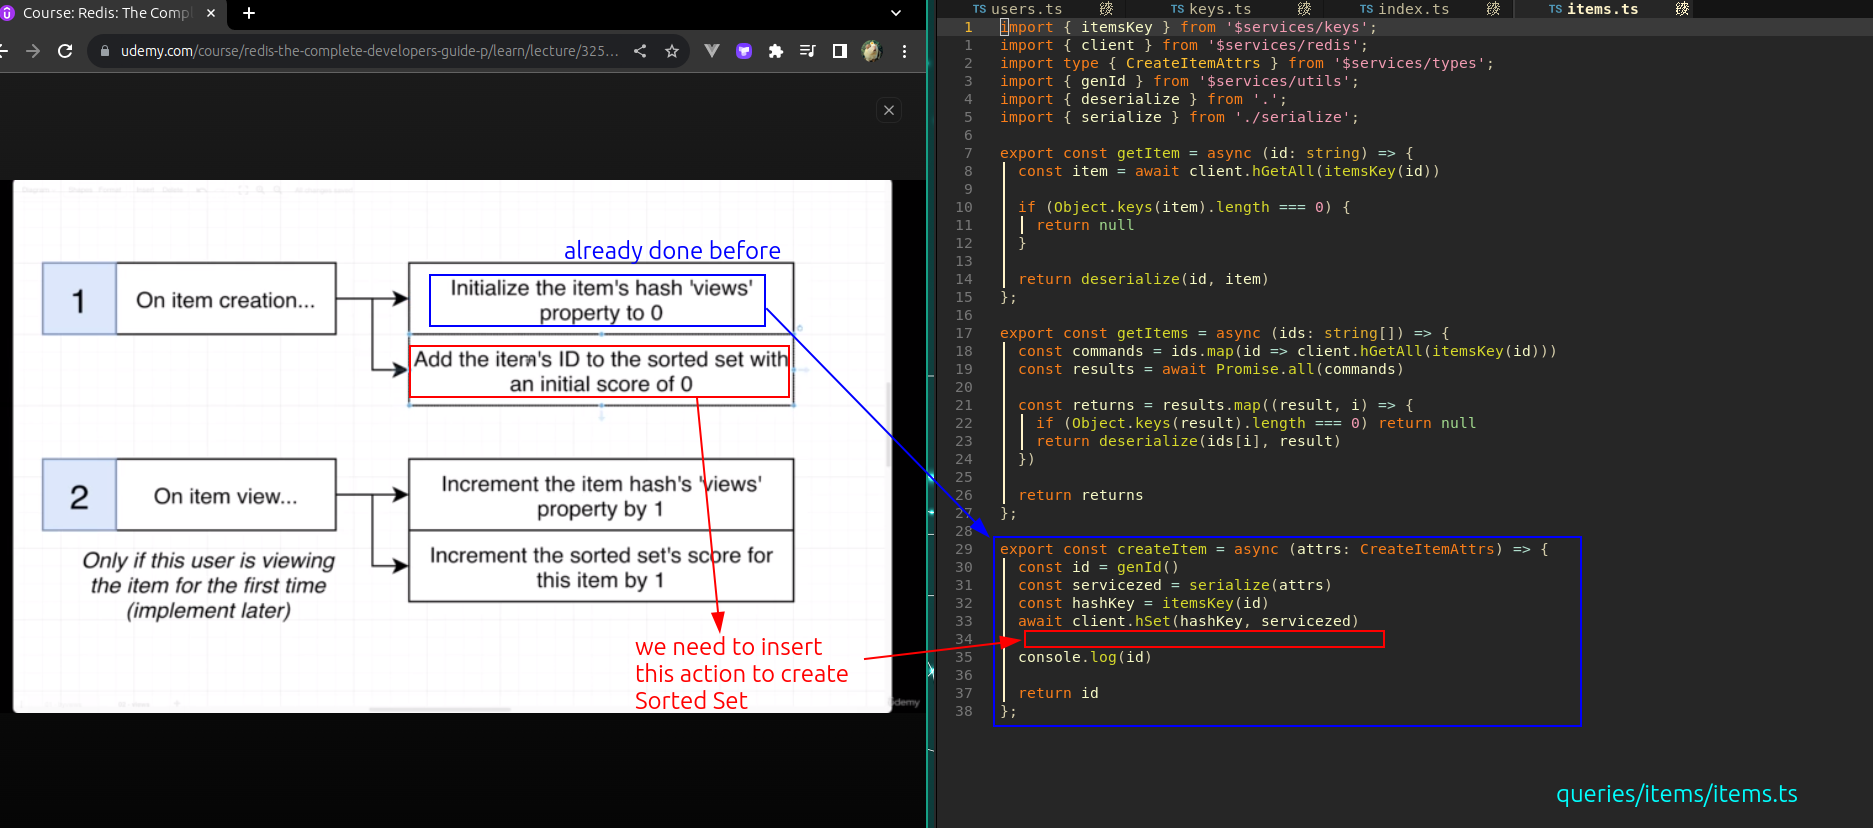 Course: Redis: The Comp
udemy.com/course/redis-the-complete-developers-guide-p/learn/lecture/325...
already done before
1
On item creation...
Initialize the item's hash 'views'
property to 0
Add the item's ID to the sorted set with
an initial score of 0
2
On item view...
Increment the item hash's 'views'
property by 1
Increment the sorted set's score for
this item by 1
Only if this user is viewing
the item for the first time
(implement later)
we need to insert
this action to create
Sorted Set
udemy
TS users.ts TS keys.ts TS index.ts TS items.ts
1 import { itemsKey } from '$services/keys';
1 import { client } from '$services/redis';
2 import type { CreateItemAttrs } from '$services/types';
3 import { genId } from '$services/utils';
4 import { deserialize } from '.';
5 import { serialize } from './serialize';
6
7 export const getItem = async (id: string) => {
8 const item = await client.hGetAll(itemsKey(id))
9
10 if (Object.keys(item).length === 0) {
11 return null
12 }
13
14 return deserialize(id, item)
15 };
16
17 export const getItems = async (ids: string[]) => {
18 const commands = ids.map(id => client.hGetAll(itemsKey(id)))
19 const results = await Promise.all(commands)
20
21 const returns = results.map((result, i) => {
22 if (Object.keys(result).length === 0) return null
23 return deserialize(ids[i], result)
24 })
25
26 return returns
27 };
28
29 export const createItem = async (attrs: CreateItemAttrs) => {
30 const id = genId()
31 const servicezed = serialize(attrs)
32 const hashKey = itemsKey(id)
33 await client.hSet(hashKey, servicezed)
34
35 console.log(id)
36
37 return id
38 };
queries/items/items.ts